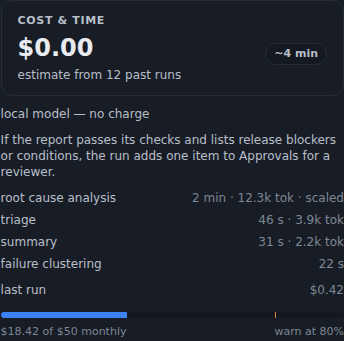 COST & TIME
$0.00
~4 min
estimate from 12 past runs
local model — no charge
If the report passes its checks and lists release blockers
or conditions, the run adds one item to Approvals for a
reviewer.
root cause analysis 2 min · 12.3k tok · scaled
triage 46 s · 3.9k tok
summary 31 s · 2.2k tok
failure clustering 22 s
last run $0.42
$18.42 of $50 monthly warn at 80%